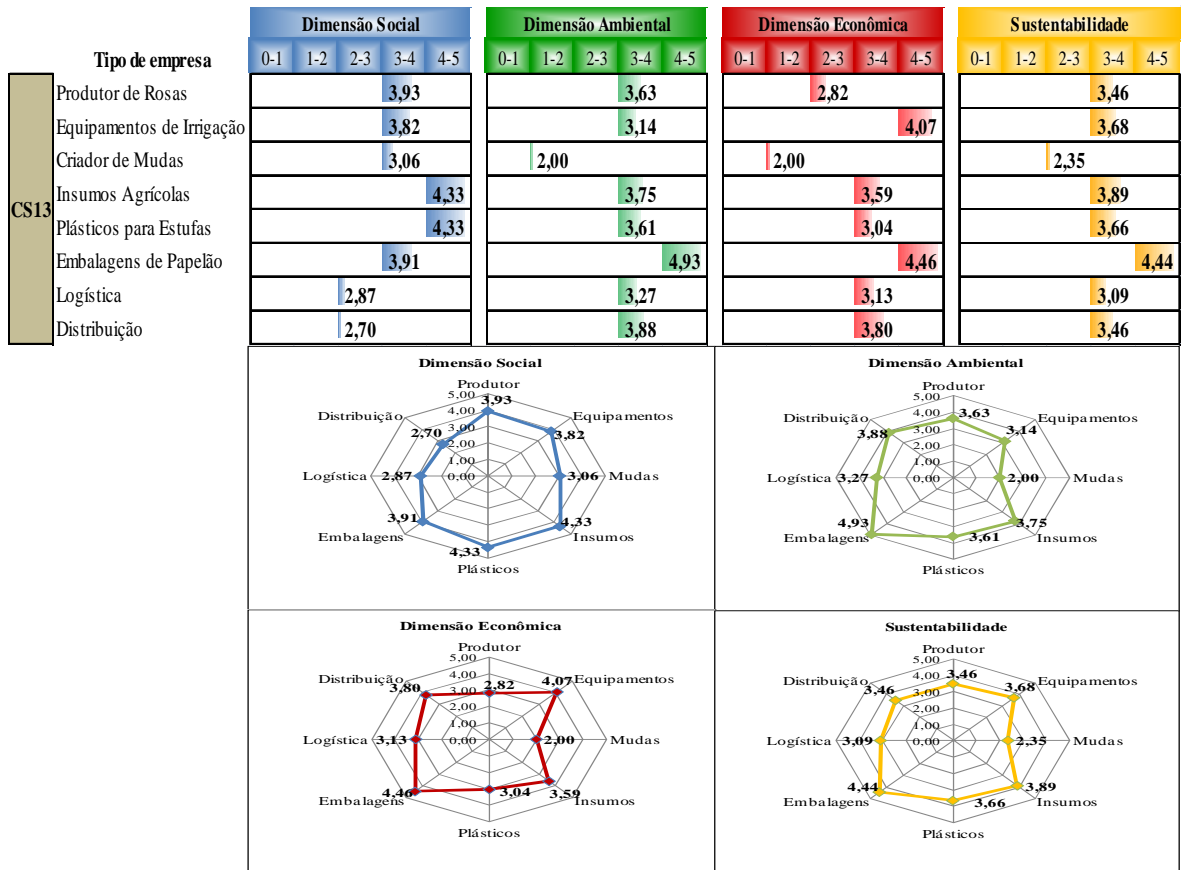 Dimensão Social Dimensão Ambiental Dimensão Econômica Sustentabilidade
Tipo de empresa 0-1 1-2 2-3 3-4 4-5 0-1 1-2 2-3 3-4 4-5 0-1 1-2 2-3 3-4 4-5 0-1 1-2 2-3 3-4 4-5
CS13
Produtor de Rosas 3,93 3,63 2,82 3,46
Equipamentos de Irrigação 3,82 3,14 4,07 3,68
Criador de Mudas 3,06 2,00 2,00 2,35
Insumos Agrícolas 4,33 3,75 3,59 3,89
Plásticos para Estufas 4,33 3,61 3,04 3,66
Embalagens de Papelão 3,91 4,93 4,46 4,44
Logística 2,87 3,27 3,13 3,09
Distribuição 2,70 3,88 3,80 3,46
Dimensão Social
Produtor
5,00
3,93
4,00
Distribuição Equipamentos
2,70 3,00 3,82
2,00
1,00
Logística 2,87 0,00 3,06 Mudas
3,91 4,33
Embalagens Insumos
4,33
Plásticos
Dimensão Ambiental
Produtor
5,00
3,63
4,00
Distribuição Equipamentos
3,88 3,00 3,14
2,00
1,00
Logística 3,27 0,00 2,00 Mudas
4,93 3,75
Embalagens Insumos
3,61
Plásticos
Dimensão Econômica
Produtor
5,00
4,00
Distribuição 3,80 4,07 Equipamentos
3,00 2,82
2,00
1,00
Logística 3,13 0,00 2,00 Mudas
4,46 3,04 3,59
Embalagens Insumos
Plásticos
Sustentabilidade
Produtor
5,00
4,00 3,46
Distribuição 3,46 3,68 Equipamentos
3,00
2,00
1,00
Logística 3,09 0,00 2,35 Mudas
4,44 3,89
Embalagens 3,66 Insumos
Plásticos